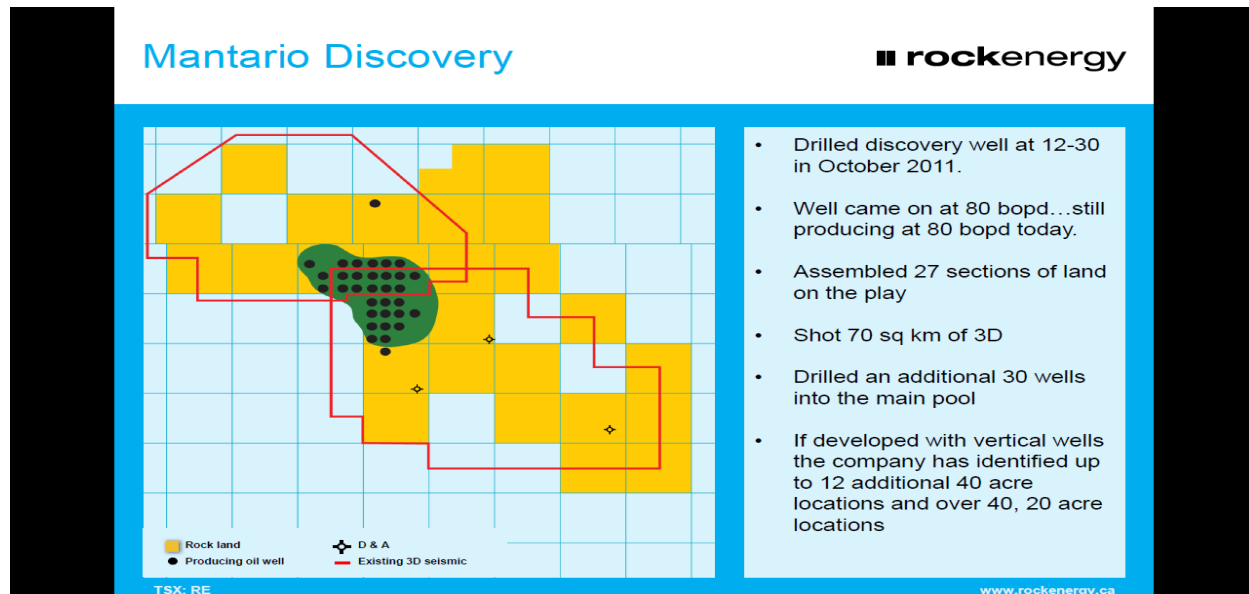 Mantario Discovery
rockenergy
• Drilled discovery well at 12-30
in October 2011.
• Well came on at 80 bopd…still
producing at 80 bopd today.
• Assembled 27 sections of land
on the play
• Shot 70 sq km of 3D
• Drilled an additional 30 wells
into the main pool
• If developed with vertical wells
the company has identified up
to 12 additional 40 acre
locations and over 40, 20 acre
locations
Rock land
D & A
Producing oil well
Existing 3D seismic
TSX: RE
www.rockenergy.ca